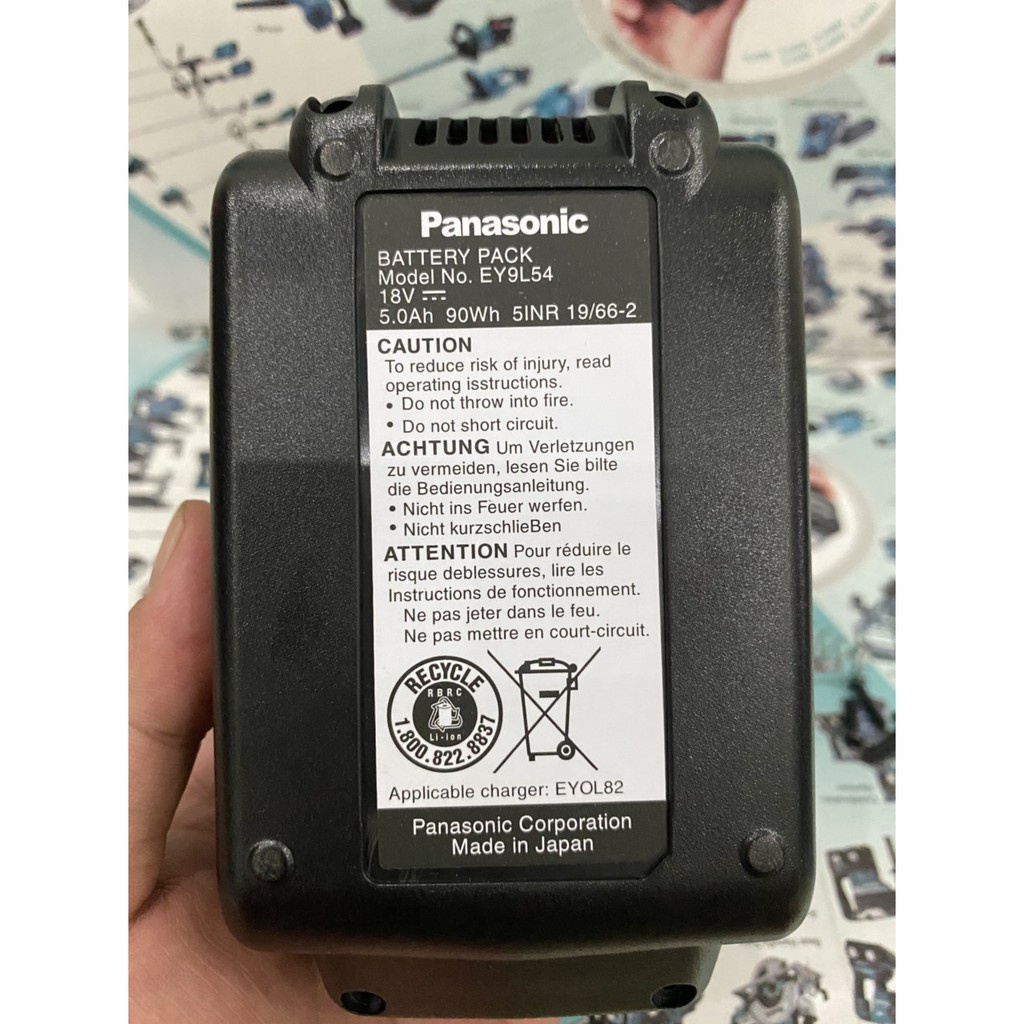 Panasonic
BATTERY PACK
Model No. EY9L54
18V ⎓
5.0Ah 90Wh 5INR 19/66-2
CAUTION
To reduce risk of injury, read
operating isstructions.
• Do not throw into fire.
• Do not short circuit.
ACHTUNG Um Verletzungen
zu vermeiden, lesen Sie bilte
die Bedienungsanleitung.
• Nicht ins Feuer werfen.
• Nicht kurzschlieBen
ATTENTION Pour réduire le
risque deblessures, lire les
Instructions de fonctionnement.
Ne pas jeter dans le feu.
Ne pas mettre en court-circuit.
RECYCLE
RBRC
Li-ion
1.800.822.8837
Applicable charger: EYOL82
Panasonic Corporation
Made in Japan